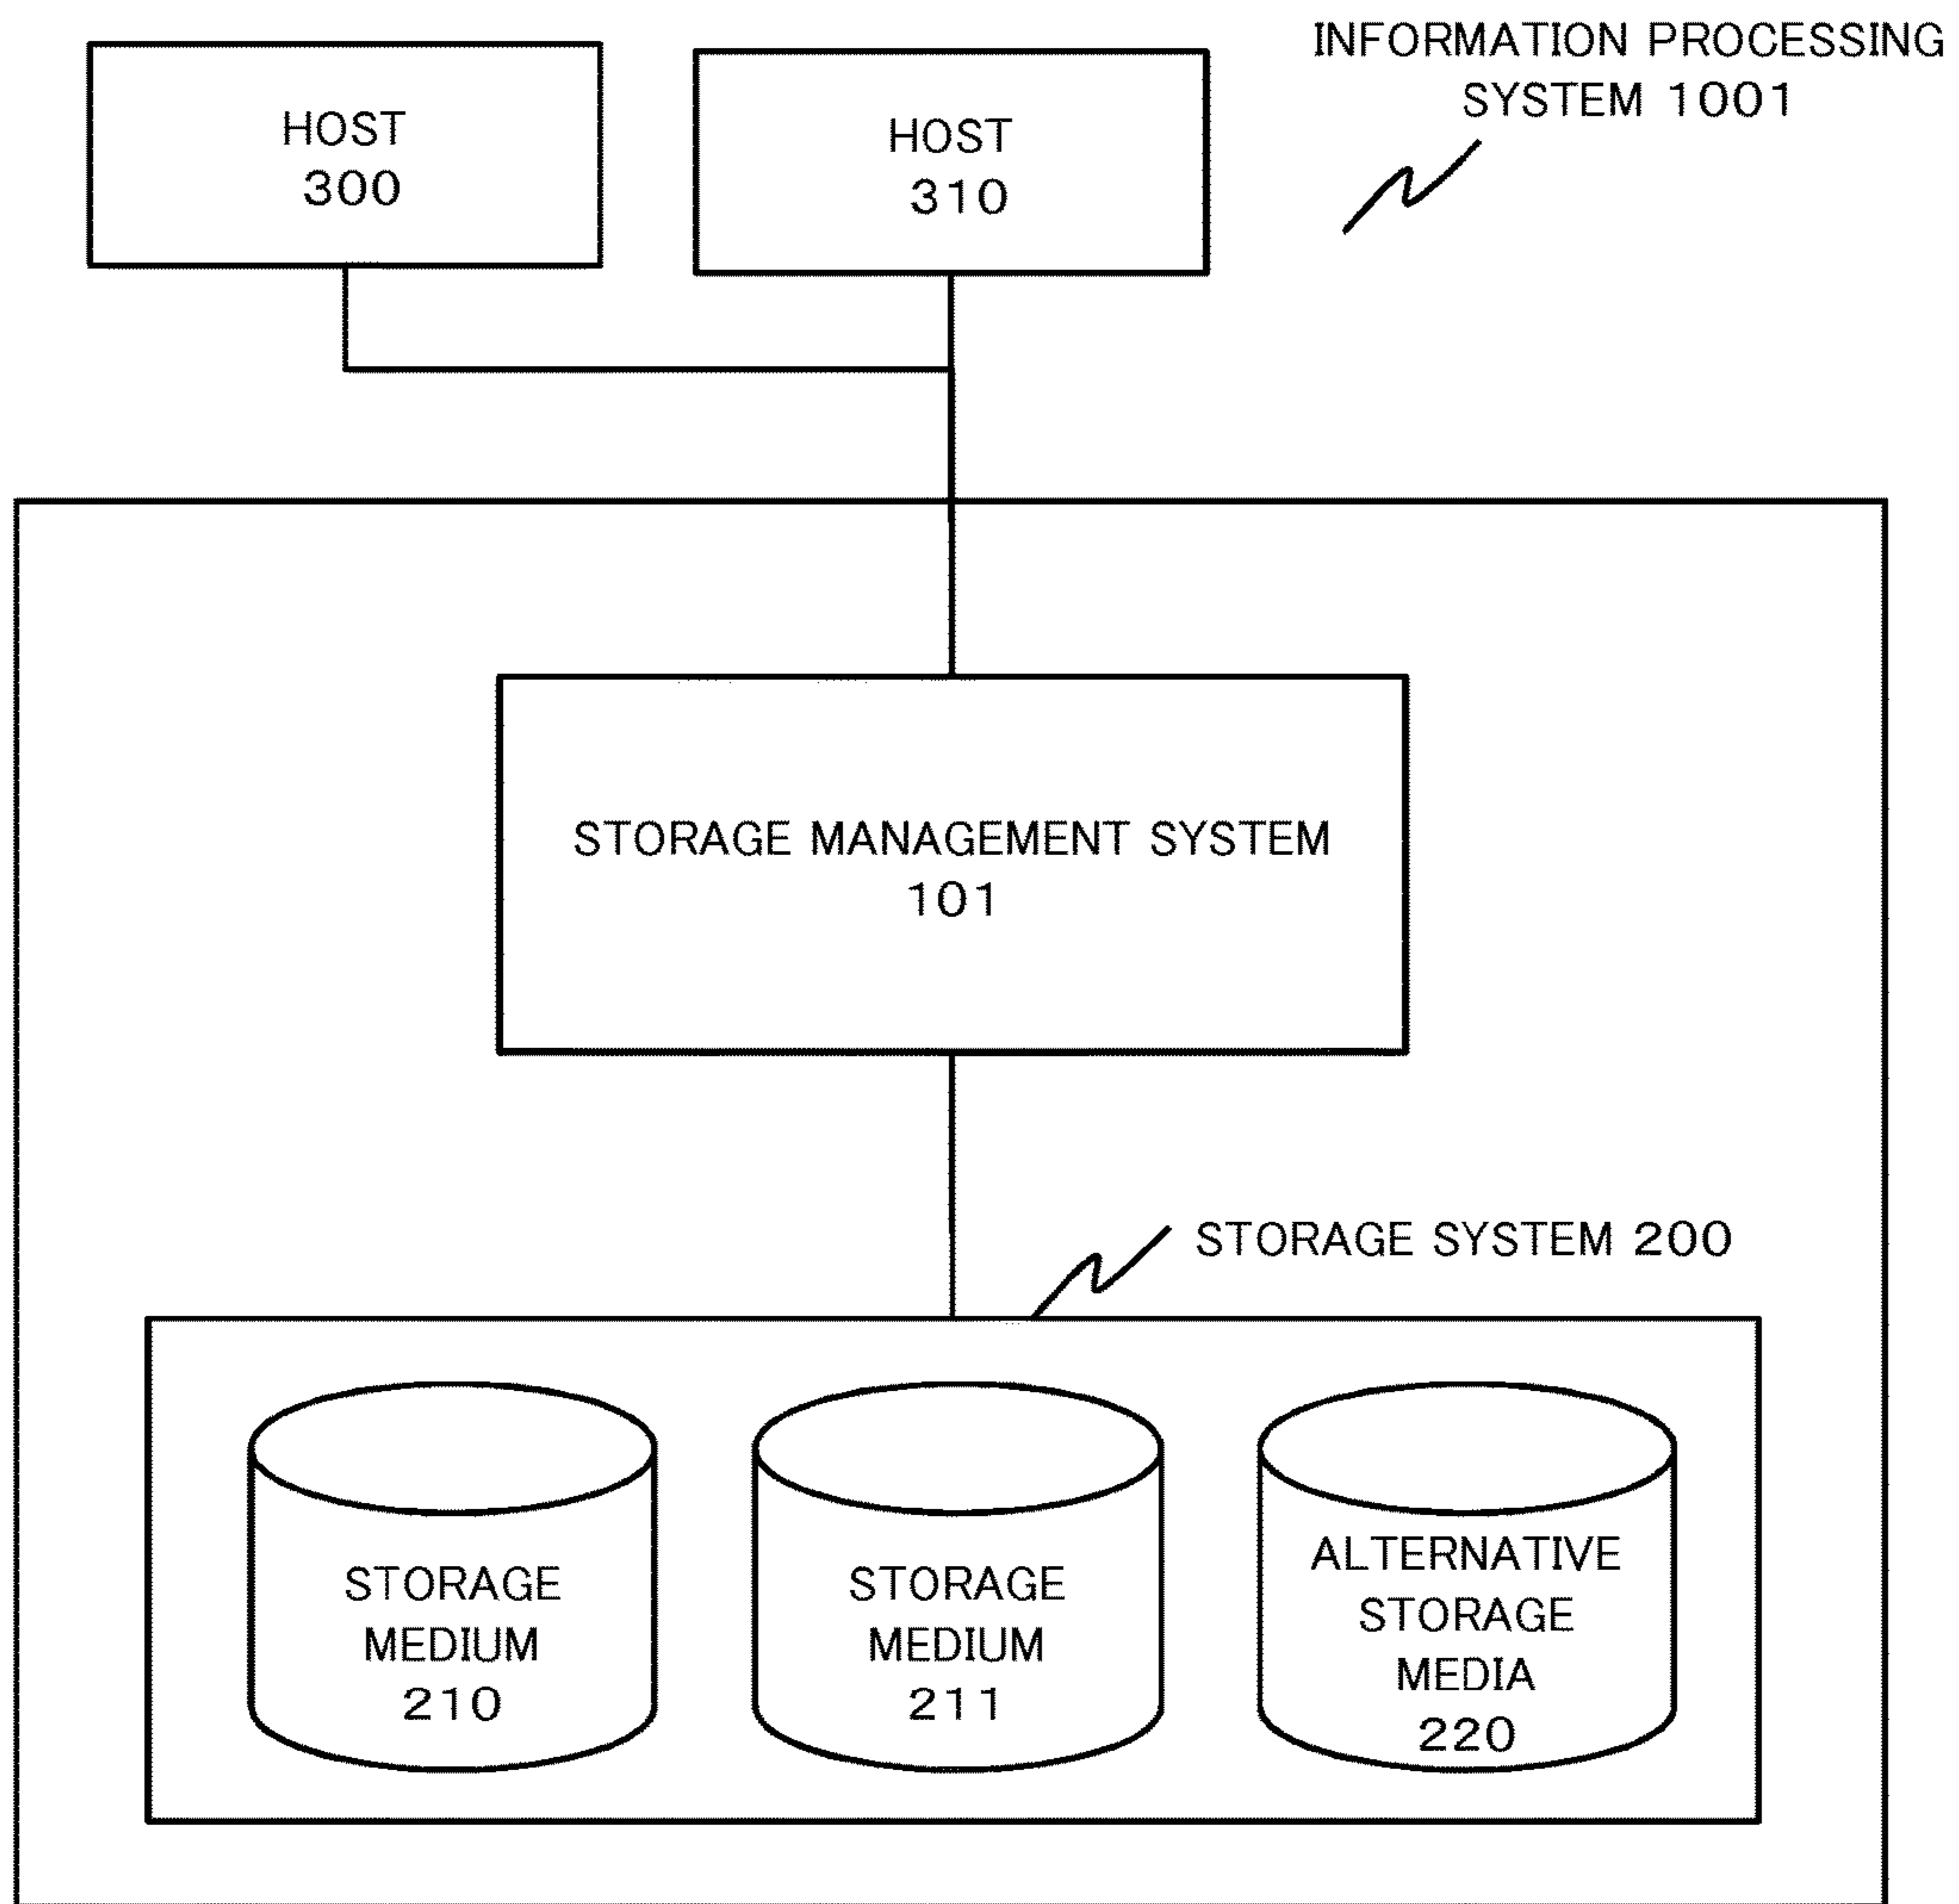 INFORMATION PROCESSING
SYSTEM 1001
HOST
300
HOST
310
STORAGE MANAGEMENT SYSTEM
101
STORAGE SYSTEM 200
STORAGE
MEDIUM
210
STORAGE
MEDIUM
211
ALTERNATIVE
STORAGE
MEDIA
220